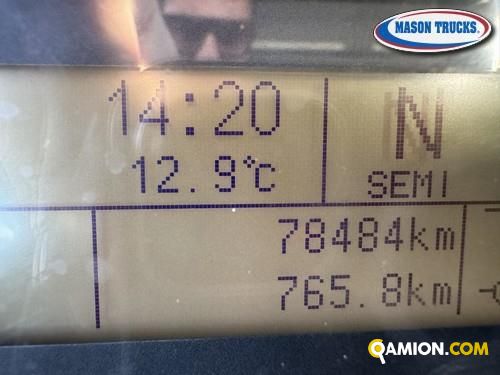 MASON TRUCKS.
14:20
N
12.9°c
SEMI
78484km
765.8km
QAMION.COM